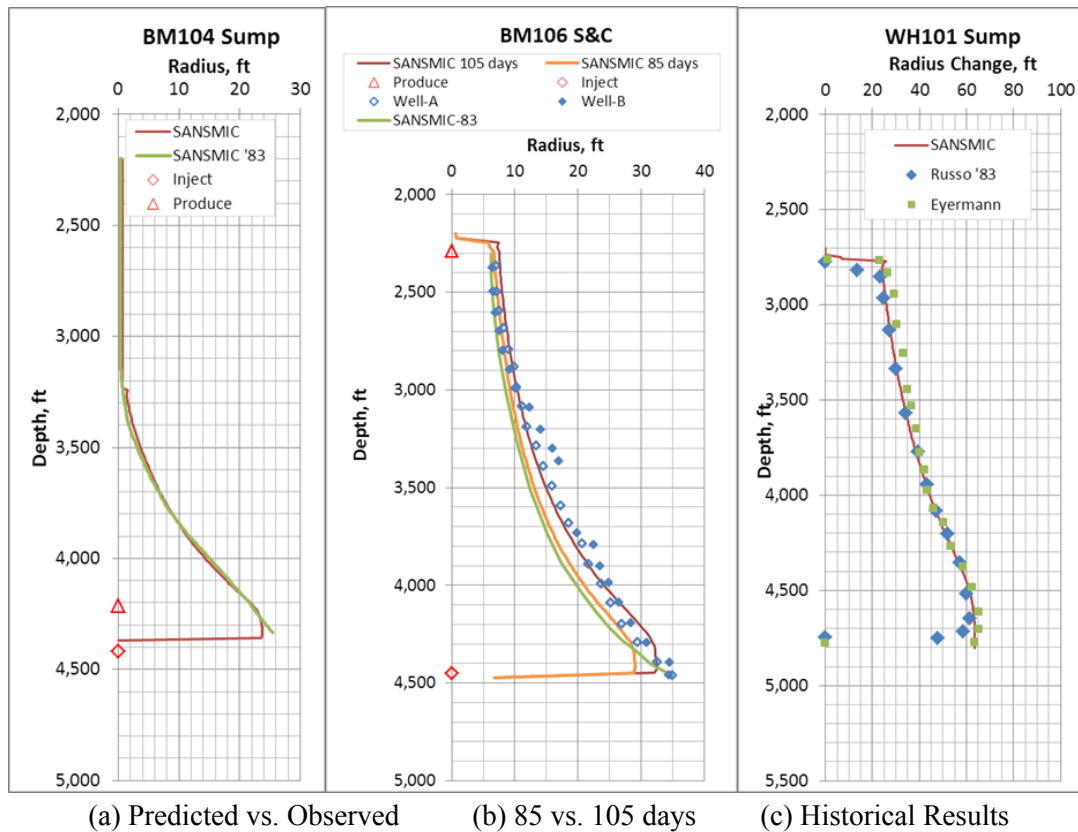 BM104 Sump
Radius, ft
0 10 20 30
2,000
2,500
3,000
3,500
4,000
4,500
5,000
Depth, ft
SANSMIC
SANSMIC '83
Inject
Produce
BM106 S&C
SANSMIC 105 days
SANSMIC 85 days
Produce
Inject
Well-A
Well-B
SANSMIC-83
Radius, ft
0 10 20 30 40
2,000
2,500
3,000
3,500
4,000
4,500
5,000
Depth, ft
WH101 Sump
Radius Change, ft
0 20 40 60 80 100
2,000
2,500
3,000
3,500
4,000
4,500
5,000
5,500
Depth, ft
SANSMIC
Russo '83
Eyermann
(a) Predicted vs. Observed
(b) 85 vs. 105 days
(c) Historical Results